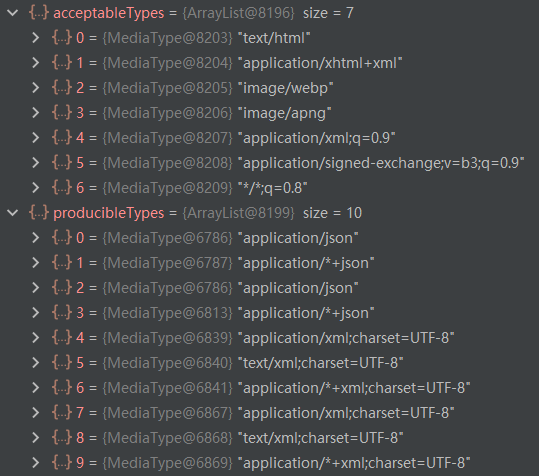 {...} acceptableTypes = {ArrayList@8196} size = 7
{...} 0 = {MediaType@8203} "text/html"
{...} 1 = {MediaType@8204} "application/xhtml+xml"
{...} 2 = {MediaType@8205} "image/webp"
{...} 3 = {MediaType@8206} "image/apng"
{...} 4 = {MediaType@8207} "application/xml;q=0.9"
{...} 5 = {MediaType@8208} "application/signed-exchange;v=b3;q=0.9"
{...} 6 = {MediaType@8209} "*/*;q=0.8"
{...} producibleTypes = {ArrayList@8199} size = 10
{...} 0 = {MediaType@6786} "application/json"
{...} 1 = {MediaType@6787} "application/*+json"
{...} 2 = {MediaType@6786} "application/json"
{...} 3 = {MediaType@6813} "application/*+json"
{...} 4 = {MediaType@6839} "application/xml;charset=UTF-8"
{...} 5 = {MediaType@6840} "text/xml;charset=UTF-8"
{...} 6 = {MediaType@6841} "application/*+xml;charset=UTF-8"
{...} 7 = {MediaType@6867} "application/xml;charset=UTF-8"
{...} 8 = {MediaType@6868} "text/xml;charset=UTF-8"
{...} 9 = {MediaType@6869} "application/*+xml;charset=UTF-8"